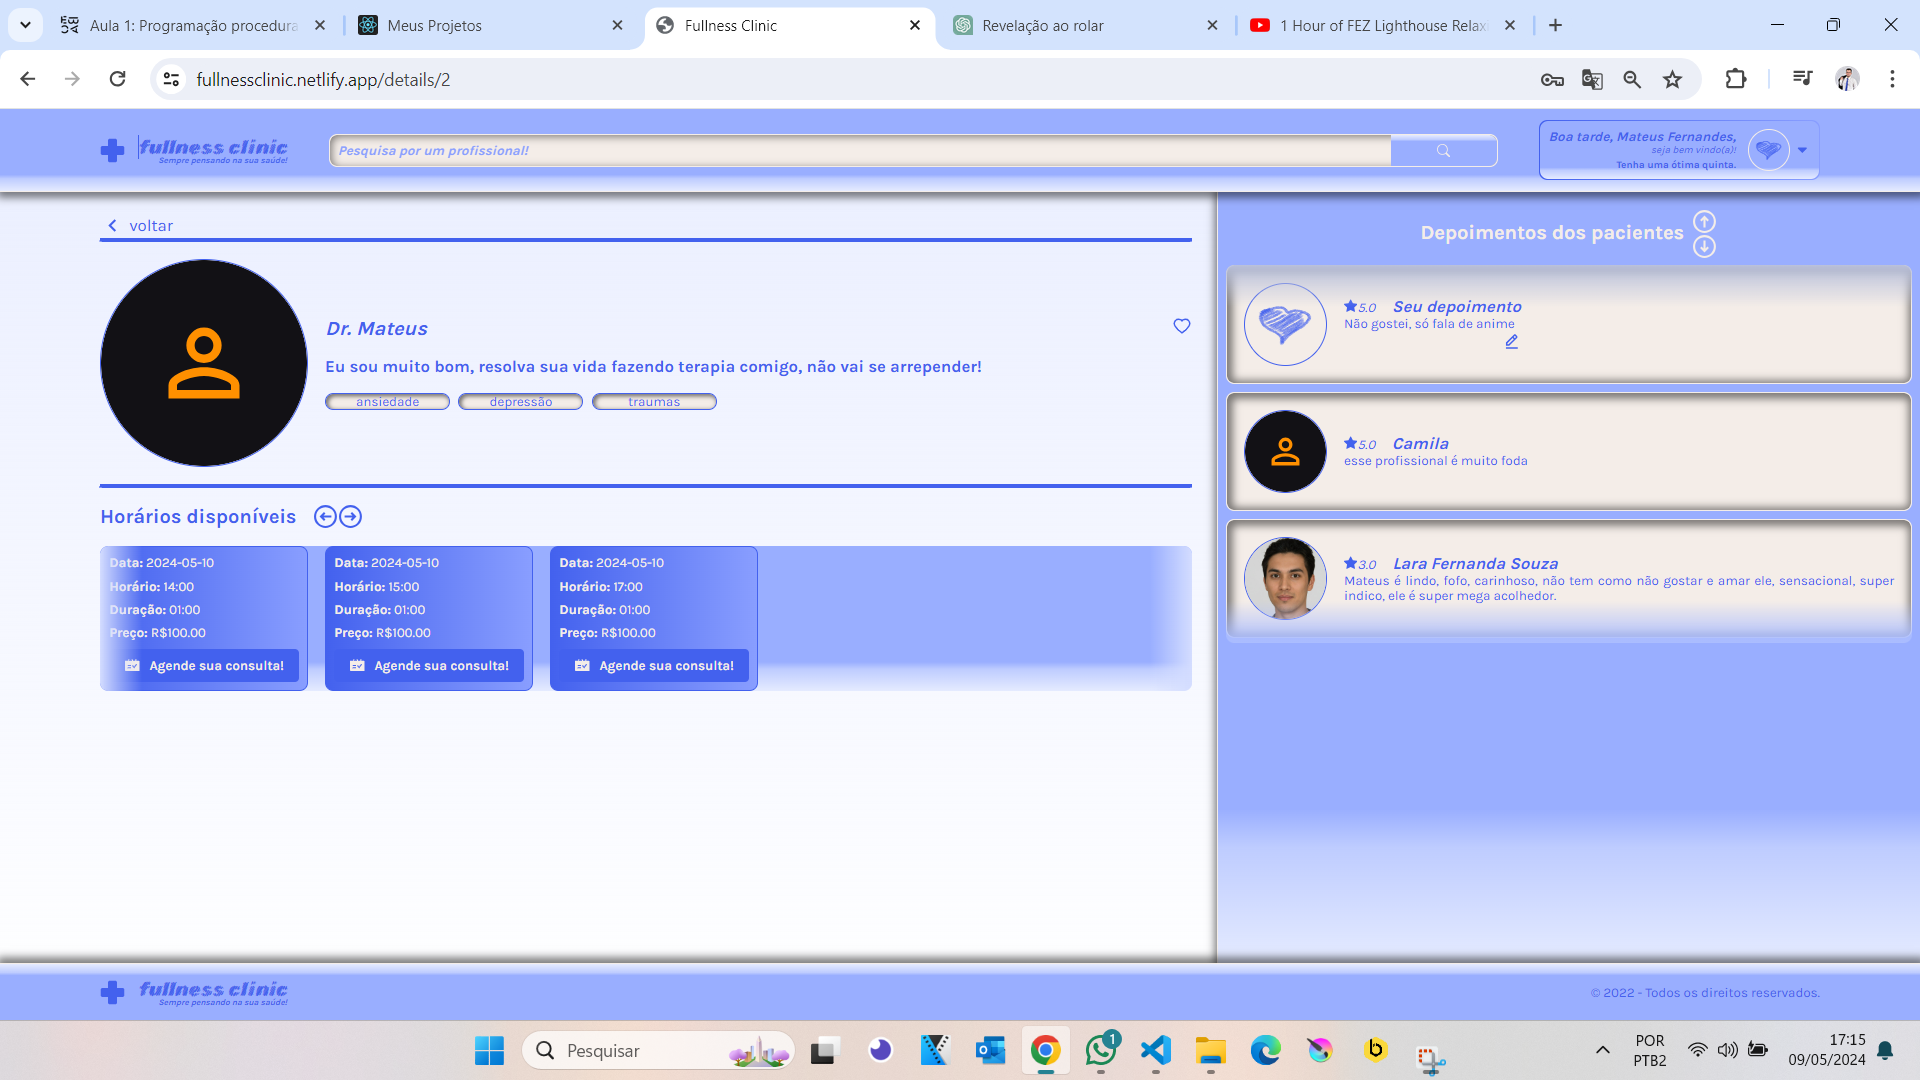 Aula 1: Programação procedura
Meus Projetos
Fullness Clinic
Revelação ao rolar
1 Hour of FEZ Lighthouse Relax
fullnessclinic.netlify.app/details/2
fullness clinic
Sempre pensando na sua saúde!
Pesquisa por um profissional!
Boa tarde, Mateus Fernandes,
seja bem vindo(a)!
Tenha uma ótima quinta.
voltar
Dr. Mateus
Eu sou muito bom, resolva sua vida fazendo terapia comigo, não vai se arrepender!
ansiedade
depressão
traumas
Horários disponíveis
Data: 2024-05-10
Horário: 14:00
Duração: 01:00
Preço: R$100.00
Agende sua consulta!
Data: 2024-05-10
Horário: 15:00
Duração: 01:00
Preço: R$100.00
Agende sua consulta!
Data: 2024-05-10
Horário: 17:00
Duração: 01:00
Preço: R$100.00
Agende sua consulta!
Depoimentos dos pacientes
5.0 Seu depoimento
Não gostei, só fala de anime
5.0 Camila
esse profissional é muito foda
3.0 Lara Fernanda Souza
Mateus é lindo, fofo, carinhoso, não tem como não gostar e amar ele, sensacional, super
indico, ele é super mega acolhedor.
fullness clinic
Sempre pensando na sua saúde!
© 2022 - Todos os direitos reservados.
Pesquisar
1
POR
PTB2
17:15
09/05/2024